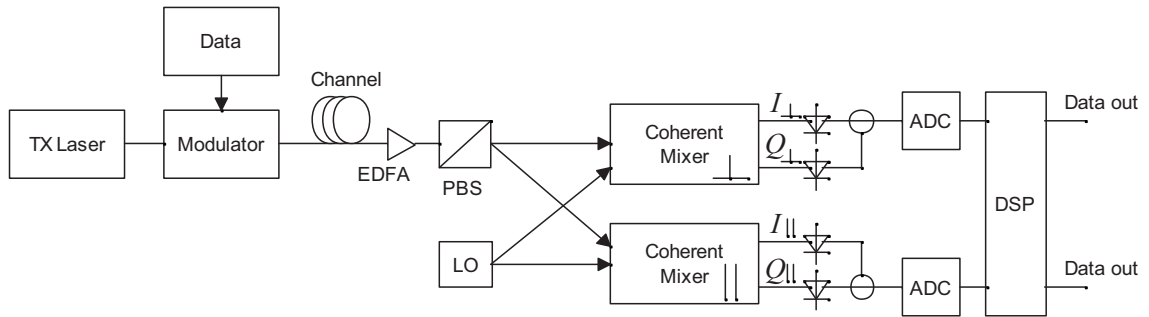 Data
Channel
TX Laser
Modulator
EDFA
PBS
LO
Coherent
Mixer
⊥
I⊥
Q⊥
ADC
Data out
Coherent
Mixer
||
I||
Q||
ADC
DSP
Data out